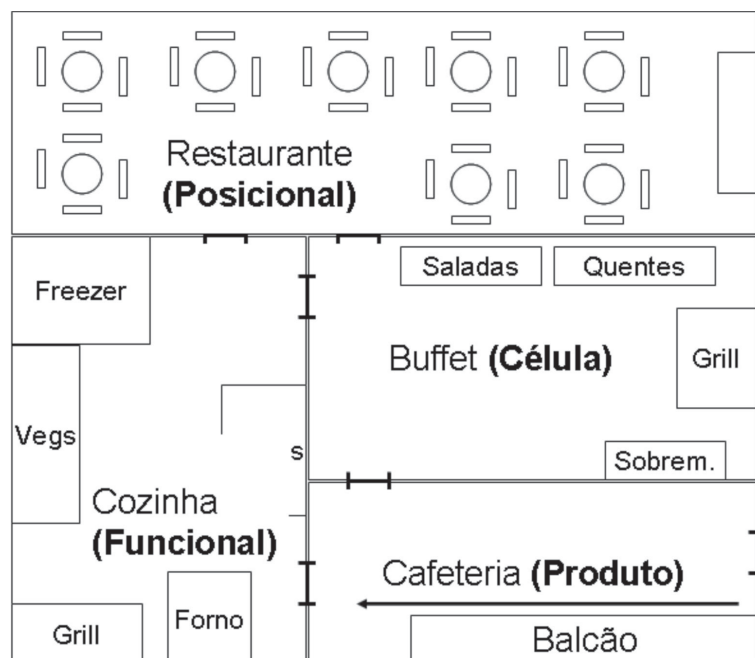 Restaurante
(Posicional)
Freezer
Saladas
Quentes
Buffet (Célula)
Grill
Vegs
s
Sobrem.
Cozinha
(Funcional)
Cafeteria (Produto)
Forno
Grill
Balcão